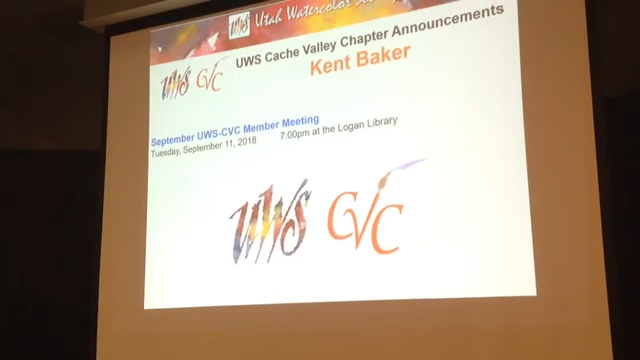 UWS Utah Watercolor
UWS CVC UWS Cache Valley Chapter Announcements
Kent Baker
September UWS-CVC Member Meeting
Tuesday, September 11, 2018 7:00pm at the Logan Library
UWS CVC